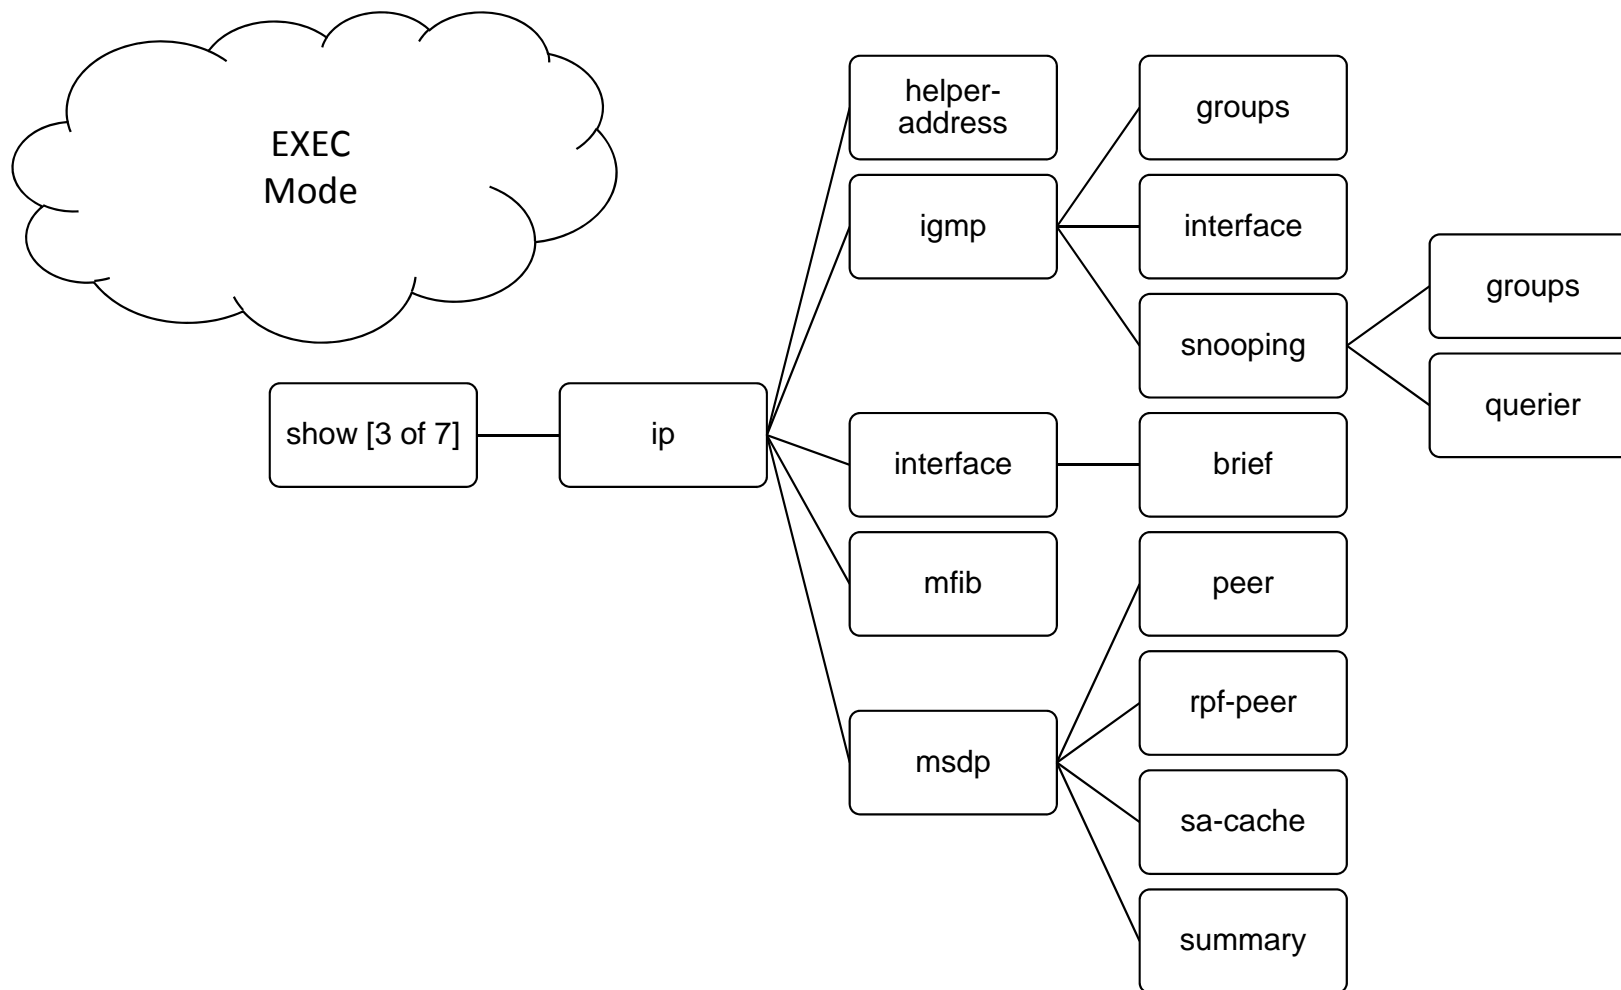 EXEC
Mode
show [3 of 7]
ip
helper-
address
igmp
groups
interface
snooping
groups
querier
interface
brief
mfib
msdp
peer
rpf-peer
sa-cache
summary